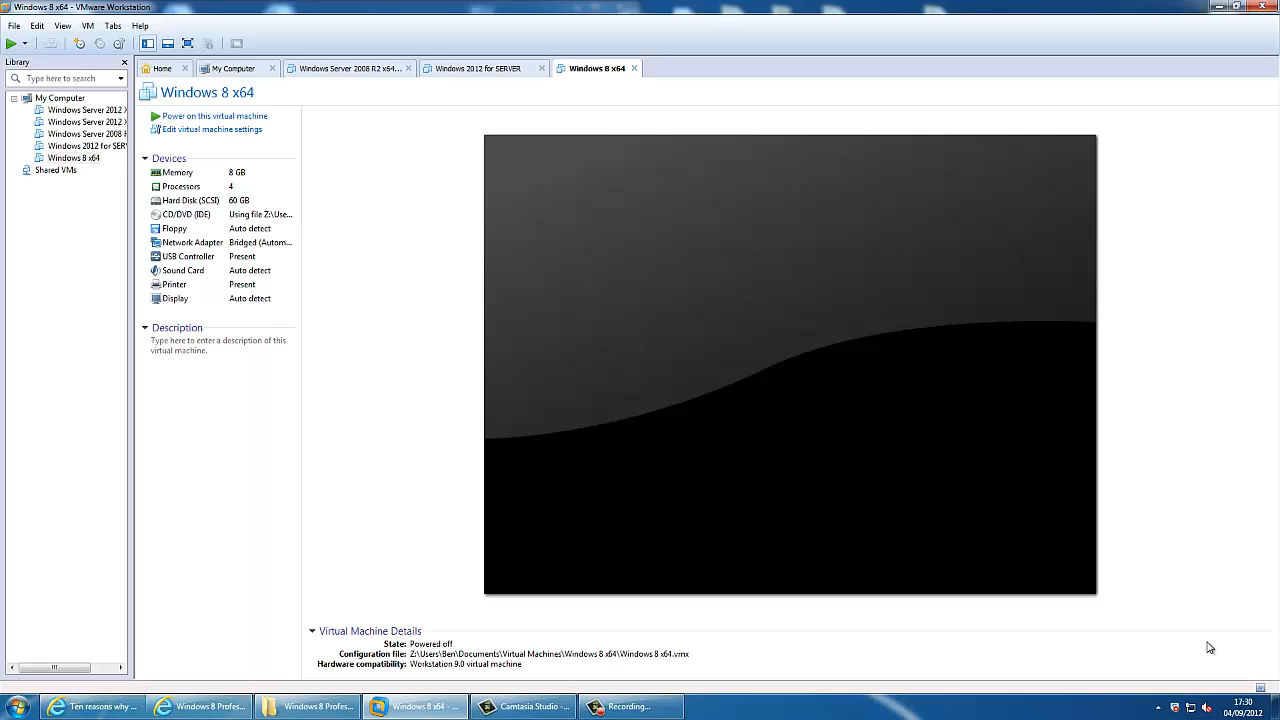 Windows 8 x64 - VMware Workstation
File Edit View VM Tabs Help
Library
Type here to search
My Computer
Windows Server 2012 X
Windows Server 2012 X
Windows Server 2008 F
Windows 2012 for SERV
Windows 8 x64
Shared VMs
Home My Computer Windows Server 2008 R2 x64... Windows 2012 for SERVER Windows 8 x64
Windows 8 x64
Power on this virtual machine
Edit virtual machine settings
Devices
Memory 8 GB
Processors 4
Hard Disk (SCSI) 60 GB
CD/DVD (IDE) Using file Z:\Use...
Floppy Auto detect
Network Adapter Bridged (Autom...
USB Controller Present
Sound Card Auto detect
Printer Present
Display Auto detect
Description
Type here to enter a description of this
virtual machine.
Virtual Machine Details
State: Powered off
Configuration file: Z:\Users\Ben\Documents\Virtual Machines\Windows 8 x64\Windows 8 x64.vmx
Hardware compatibility: Workstation 9.0 virtual machine
Ten reasons why ... Windows 8 Profes... Windows 8 Profes... Windows 8 x64 - ... Camtasia Studio -... Recording...
17:30
04/09/2012